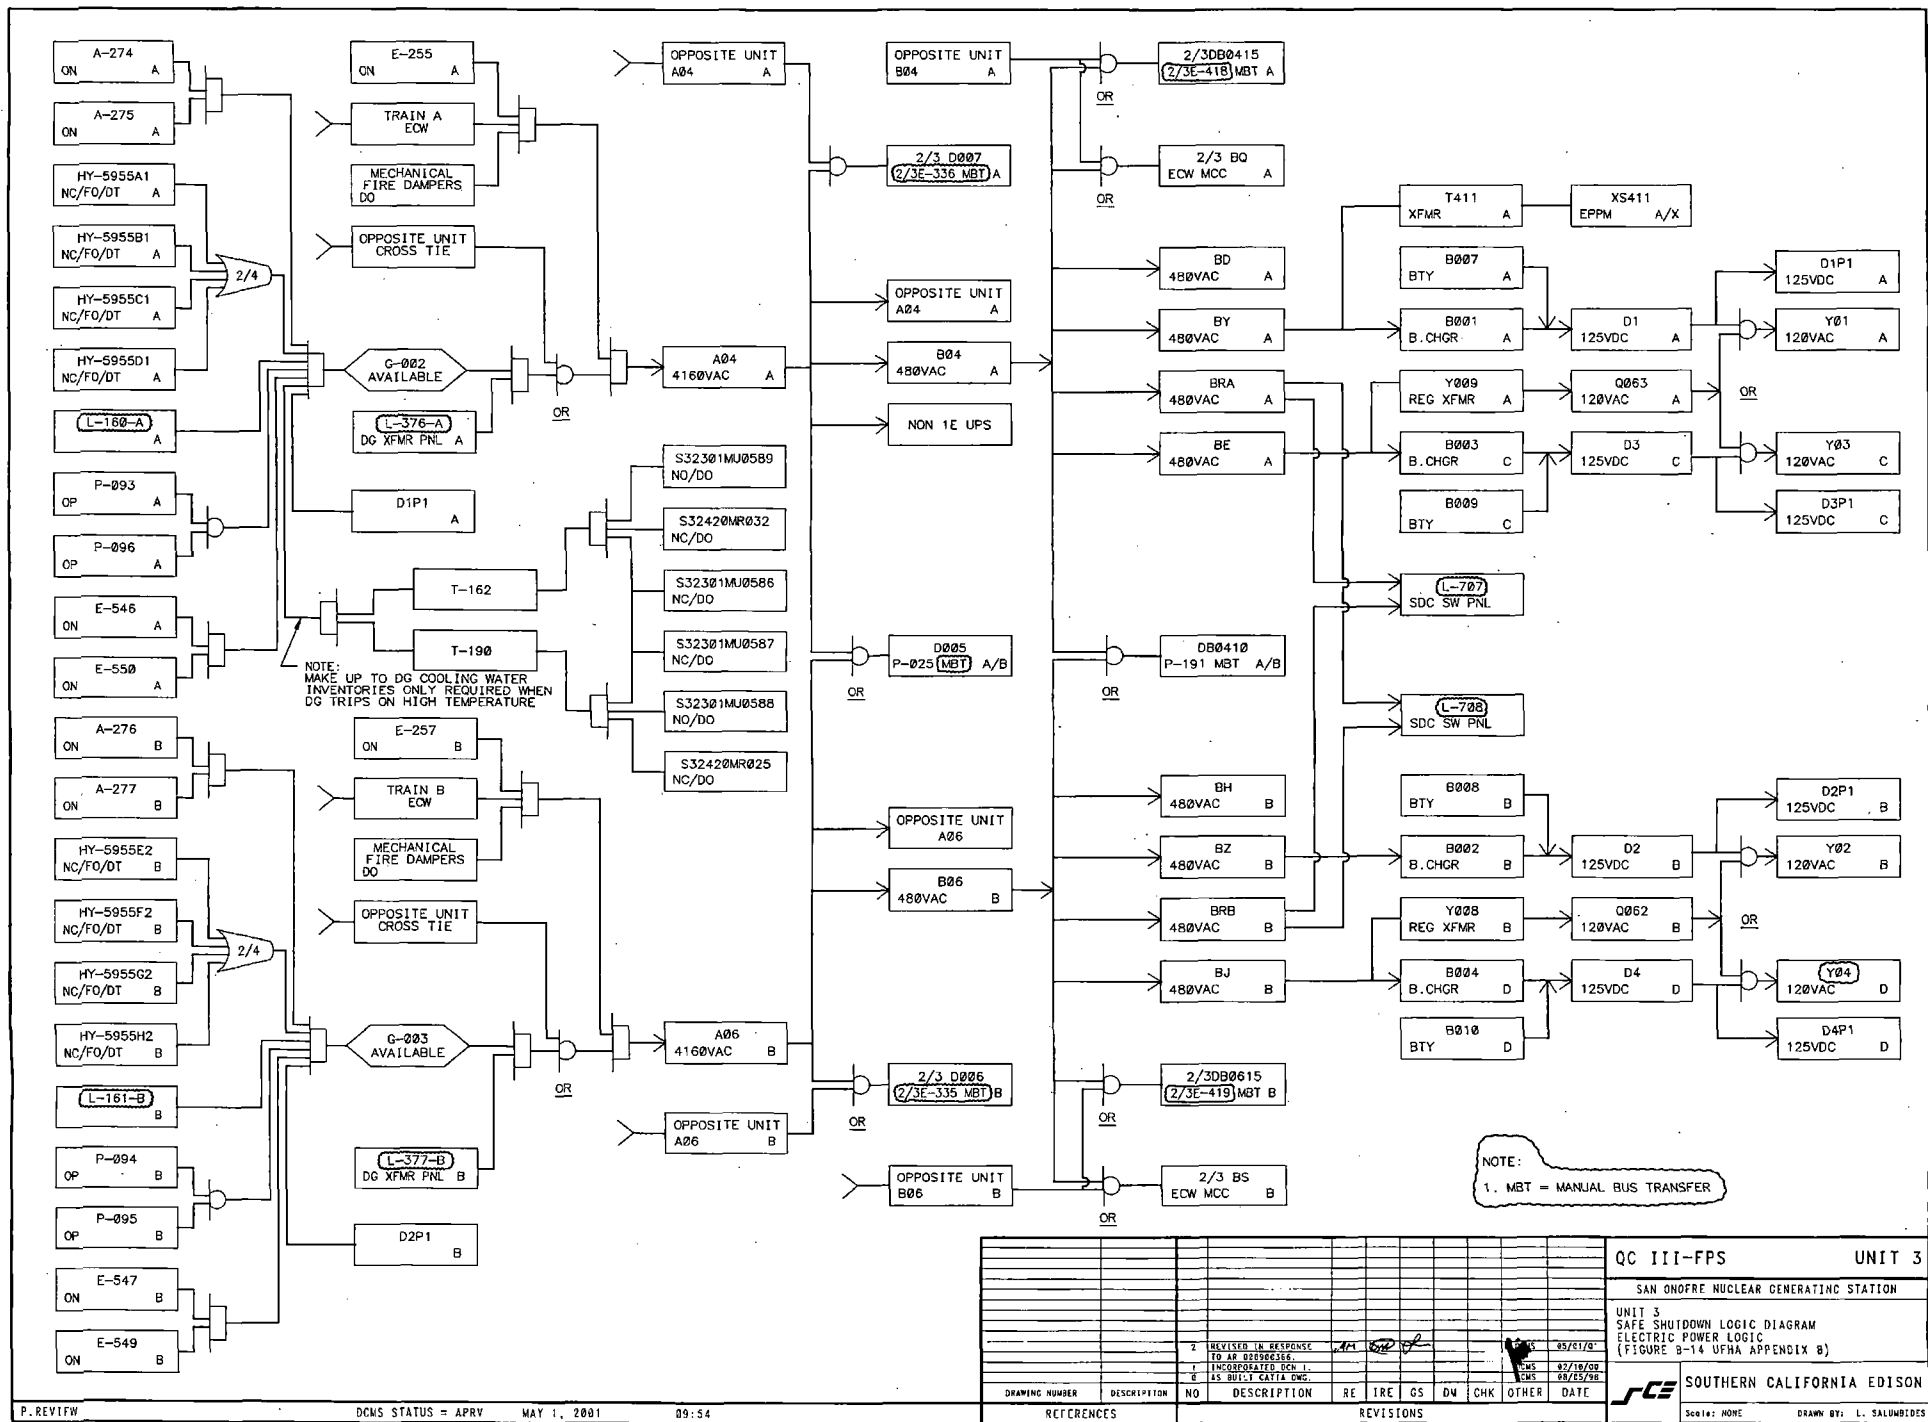 A-274
ON A
A-275
ON A
HY-5955A1
NC/FO/DT A
HY-5955B1
NC/FO/DT A
HY-5955C1
NC/FO/DT A
HY-5955D1
NC/FO/DT A
2/4
L-160-A
A
P-093
OP A
P-096
OP A
E-546
ON A
E-550
ON A
A-276
ON B
A-277
ON B
HY-5955E2
NC/FO/DT B
HY-5955F2
NC/FO/DT B
HY-5955G2
NC/FO/DT B
HY-5955H2
NC/FO/DT B
2/4
L-161-B
B
P-094
OP B
P-095
OP B
E-547
ON B
E-549
ON B
E-255
ON A
TRAIN A
ECW
MECHANICAL
FIRE DAMPERS
DO
OPPOSITE UNIT
CROSS TIE
G-002
AVAILABLE
L-376-A
DG XFMR PNL A
OR
D1P1
A
T-162
T-190
NOTE:
MAKE UP TO DG COOLING WATER
INVENTORIES ONLY REQUIRED WHEN
DG TRIPS ON HIGH TEMPERATURE
E-257
ON B
TRAIN B
ECW
MECHANICAL
FIRE DAMPERS
DO
OPPOSITE UNIT
CROSS TIE
G-003
AVAILABLE
L-377-B
DG XFMR PNL B
OR
D2P1
B
OPPOSITE UNIT
A04 A
A04
4160VAC A
S32301MU0589
NO/DO
S32420MR032
NC/DO
S32301MU0586
NC/DO
S32301MU0587
NC/DO
S32301MU0588
NO/DO
S32420MR025
NC/DO
A06
4160VAC B
OPPOSITE UNIT
A06 B
OPPOSITE UNIT
B04 A
2/3 D007
2/3E-336 MBT A
OPPOSITE UNIT
A04 A
B04
480VAC A
NON 1E UPS
D005
P-025 MBT A/B
OR
OPPOSITE UNIT
A06
B06
480VAC B
2/3 D006
2/3E-335 MBT B
OR
OPPOSITE UNIT
B06 B
2/3DB0415
2/3E-418 MBT A
OR
2/3 BQ
ECW MCC A
OR
BD
480VAC A
BY
480VAC A
BRA
480VAC A
BE
480VAC A
DB0410
P-191 MBT A/B
OR
BH
480VAC B
BZ
480VAC B
BRB
480VAC B
BJ
480VAC B
2/3DB0615
2/3E-419 MBT B
OR
2/3 BS
ECW MCC B
OR
T411
XFMR A
XS411
EPPM A/X
B007
BTY A
B001
B.CHGR A
D1
125VDC A
Y009
REG XFMR A
Q063
120VAC A
B003
B.CHGR C
D3
125VDC C
B009
BTY C
D1P1
125VDC A
Y01
120VAC A
OR
Y03
120VAC C
D3P1
125VDC C
L-707
SDC SW PNL
L-708
SDC SW PNL
B008
BTY B
B002
B.CHGR B
D2
125VDC B
Y008
REG XFMR B
Q062
120VAC B
B004
B.CHGR D
D4
125VDC D
B010
BTY D
D2P1
125VDC B
Y02
120VAC B
OR
Y04
120VAC D
D4P1
125VDC D
NOTE:
1. MBT = MANUAL BUS TRANSFER
2 REVISED IN RESPONSE
TO AR
1 INCORPORATED DCN 1.
0 AS BUILT CATIA DWG.
DRAWING NUMBER DESCRIPTION NO DESCRIPTION RE IRE GS DM CHK OTHER DATE
REFERENCES REVISIONS
QC III-FPS UNIT 3
SAN ONOFRE NUCLEAR GENERATING STATION
UNIT 3
SAFE SHUTDOWN LOGIC DIAGRAM
ELECTRIC POWER LOGIC
(FIGURE B-14 UFHA APPENDIX B)
SCE SOUTHERN CALIFORNIA EDISON
Scale: NONE DRAWN BY: L. SALUMBIDES
P.REVIEW DCMS STATUS = APRV MAY 1, 2001 09:54